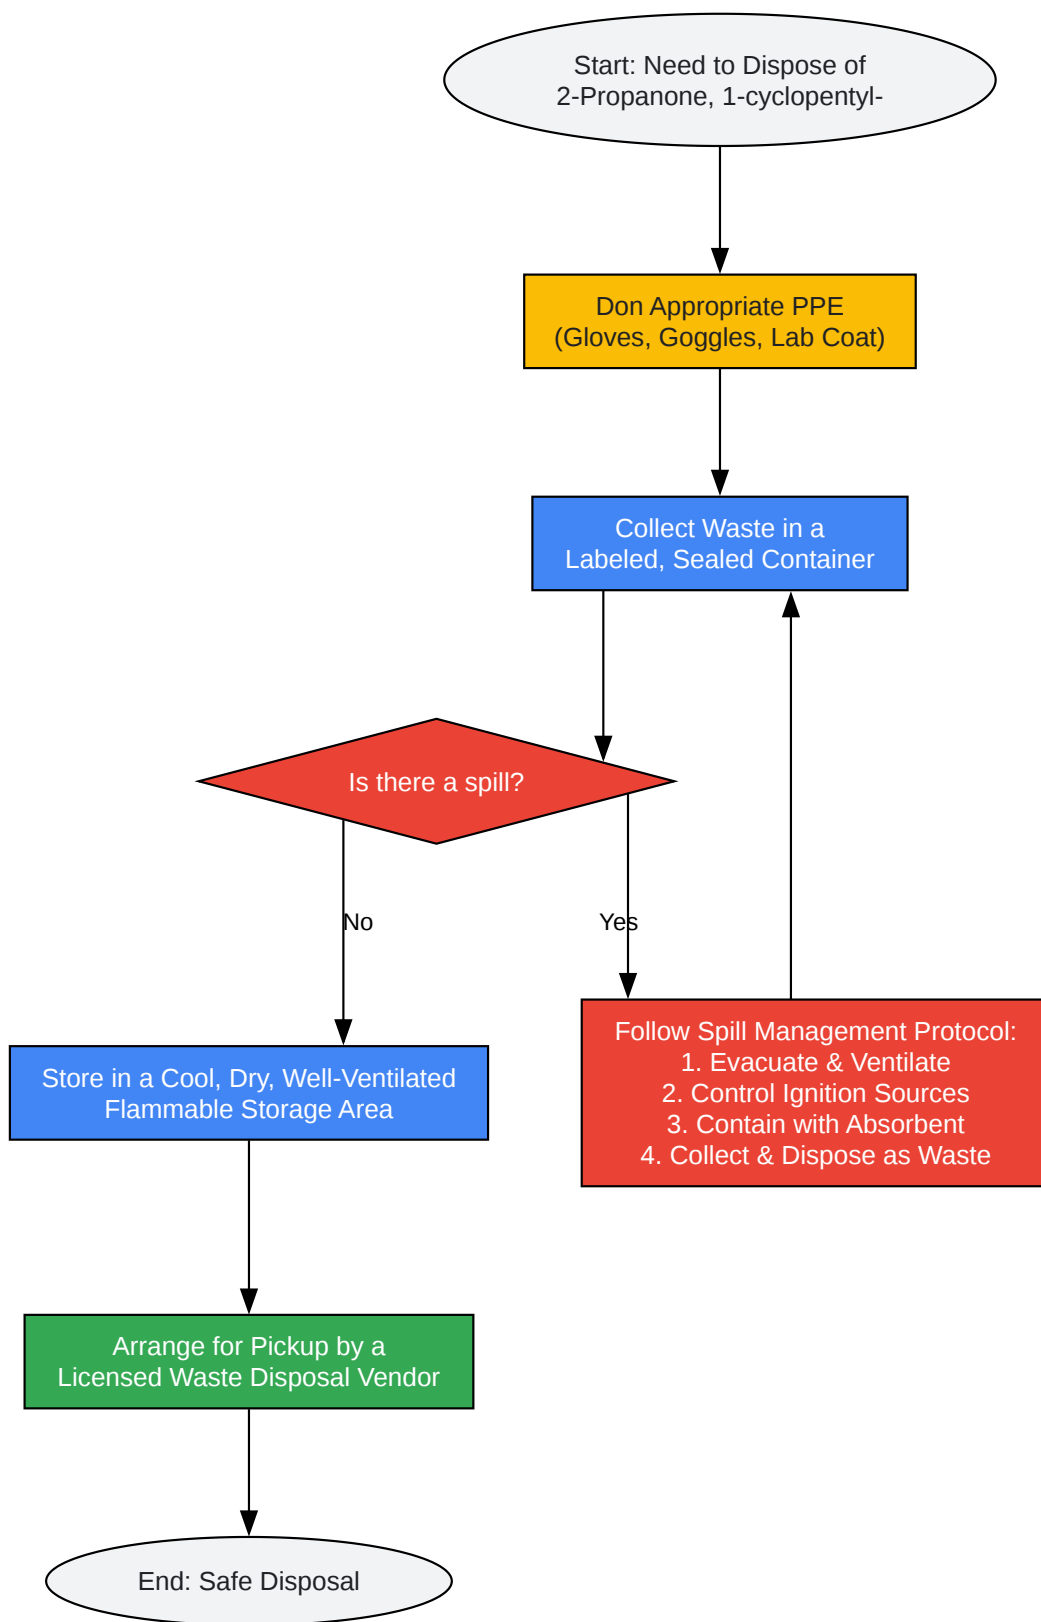 Start: Need to Dispose of
2-Propanone, 1-cyclopentyl-
Don Appropriate PPE
(Gloves, Goggles, Lab Coat)
Collect Waste in a
Labeled, Sealed Container
Is there a spill?
No
Yes
Follow Spill Management Protocol:
1. Evacuate & Ventilate
2. Control Ignition Sources
3. Contain with Absorbent
4. Collect & Dispose as Waste
Store in a Cool, Dry, Well-Ventilated
Flammable Storage Area
Arrange for Pickup by a
Licensed Waste Disposal Vendor
End: Safe Disposal